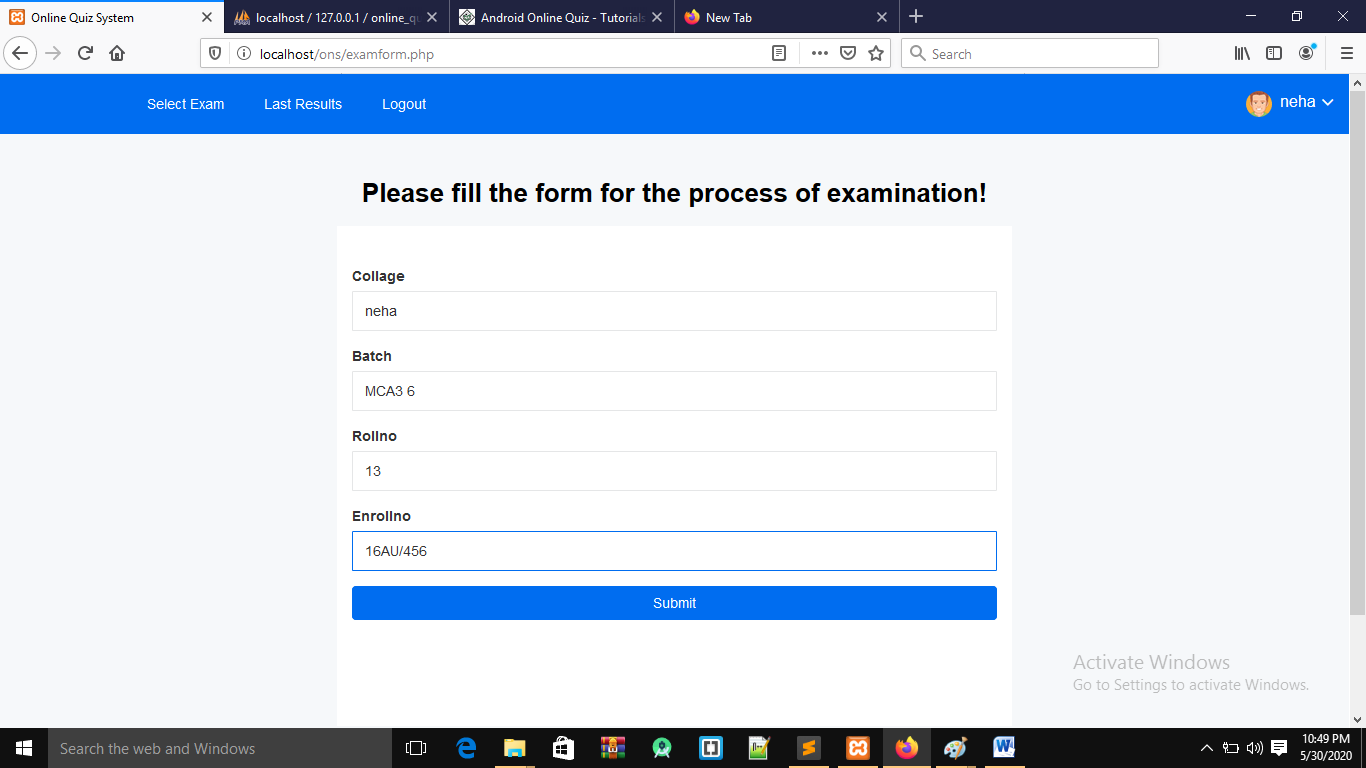 Online Quiz System
localhost / 127.0.0.1 / online_qu
Android Online Quiz - Tutorials
New Tab
localhost/ons/examform.php
Search
Select Exam
Last Results
Logout
neha
Please fill the form for the process of examination!
Collage
neha
Batch
MCA3 6
Rollno
13
Enrollno
16AU/456
Submit
Activate Windows
Go to Settings to activate Windows.
Search the web and Windows
10:49 PM
5/30/2020